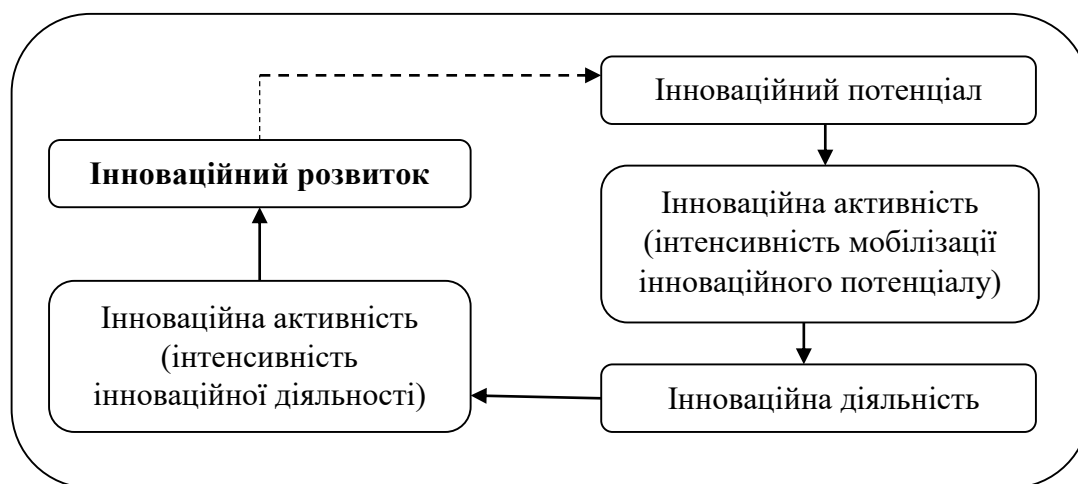 Інноваційний потенціал
Інноваційна активність
(інтенсивність мобілізації
інноваційного потенціалу)
Інноваційна діяльність
Інноваційна активність
(інтенсивність
інноваційної діяльності)
Інноваційний розвиток